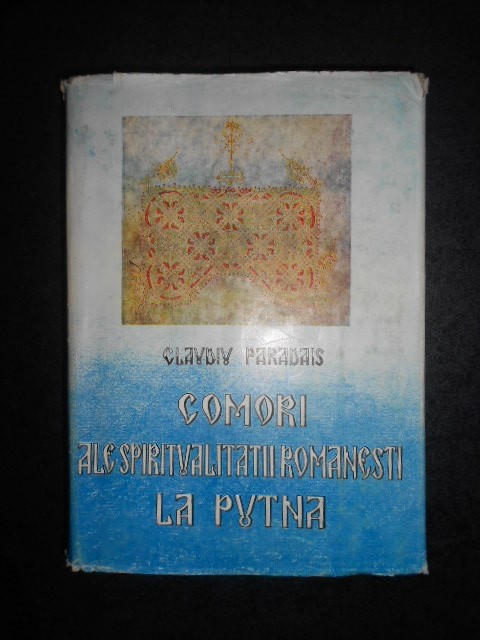 CLAUDIU PARADAIS
COMORI
ALE SPIRITUALITATII ROMANESTI
LA PUTNA